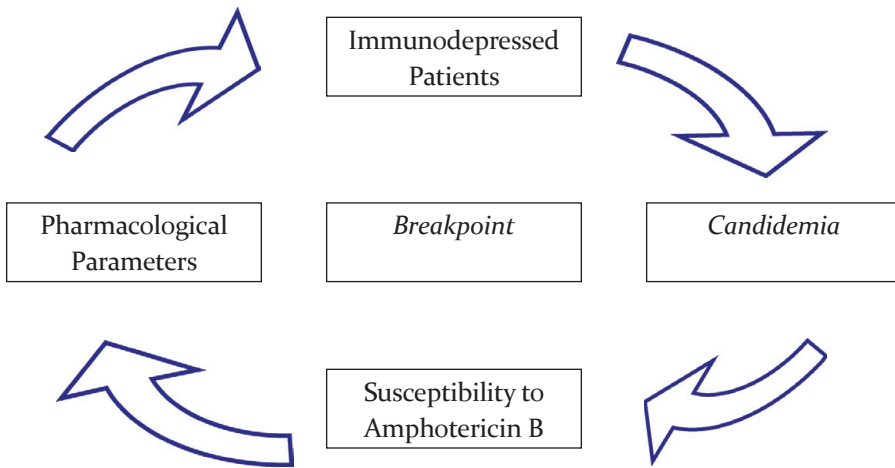 Immunodepressed
Patients
Pharmacological
Parameters
Breakpoint
Candidemia
Susceptibility to
Amphotericin B